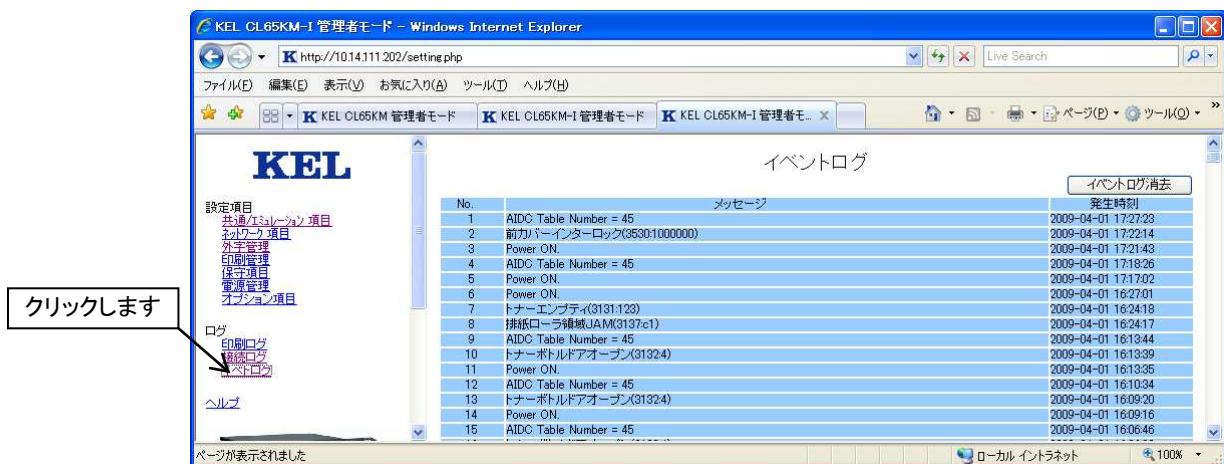 KEL CL65KM-I 管理者モード - Windows Internet Explorer
http://10.14.111.202/setting.php
Live Search
ファイル(F) 編集(E) 表示(V) お気に入り(A) ツール(T) ヘルプ(H)
KEL CL65KM 管理者モード KEL CL65KM-I 管理者モード KEL CL65KM-I 管理者モ... ページ(P) ツール(O)
KEL
設定項目
共通/エミュレーション 項目
ネットワーク 項目
外字管理
印刷管理
保守項目
電源管理
オプション項目
クリックします
ログ
印刷ログ
接続ログ
ヘルプ
イベントログ
イベントログ消去
No. メッセージ 発生時刻
1 AIDC Table Number = 45 2009-04-01 17:27:23
2 前カバーインターロック(3530:1000000) 2009-04-01 17:22:14
3 Power ON. 2009-04-01 17:21:43
4 AIDC Table Number = 45 2009-04-01 17:18:26
5 Power ON. 2009-04-01 17:17:02
6 Power ON. 2009-04-01 16:27:01
7 トナーエンプティ(3131:123) 2009-04-01 16:24:18
8 排紙ローラ領域JAM(3137:c1) 2009-04-01 16:24:17
9 AIDC Table Number = 45 2009-04-01 16:13:44
10 トナーボトルドアオープン(3132:4) 2009-04-01 16:13:39
11 Power ON. 2009-04-01 16:13:35
12 AIDC Table Number = 45 2009-04-01 16:10:34
13 トナーボトルドアオープン(3132:4) 2009-04-01 16:09:20
14 Power ON. 2009-04-01 16:09:16
15 AIDC Table Number = 45 2009-04-01 16:06:46
ページが表示されました ローカル イントラネット 100%